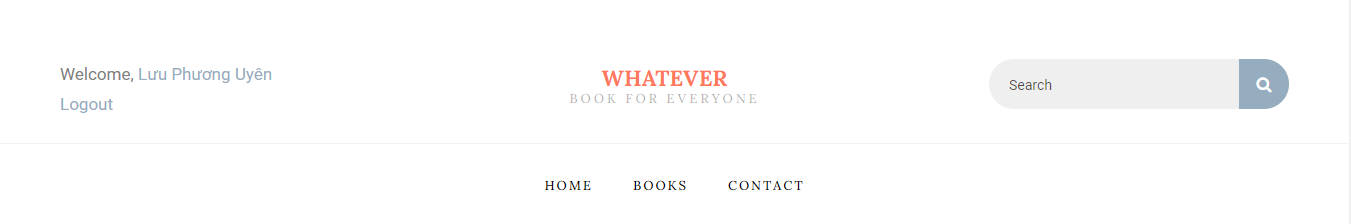 Welcome, Lưu Phương Uyên
Logout
WHATEVER
BOOK FOR EVERYONE
Search
HOME BOOKS CONTACT